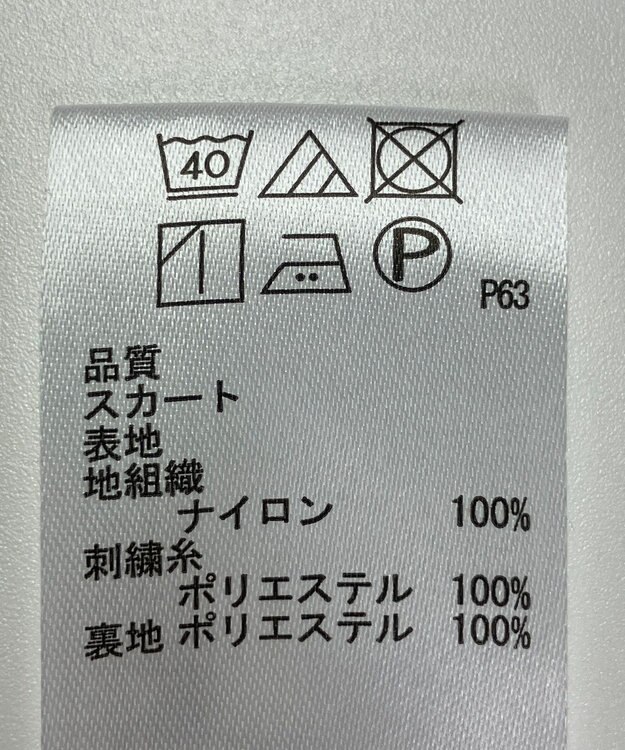 40
P
P63
品質
スカート
表地
地組織
ナイロン 100%
刺繍糸
ポリエステル 100%
裏地 ポリエステル 100%